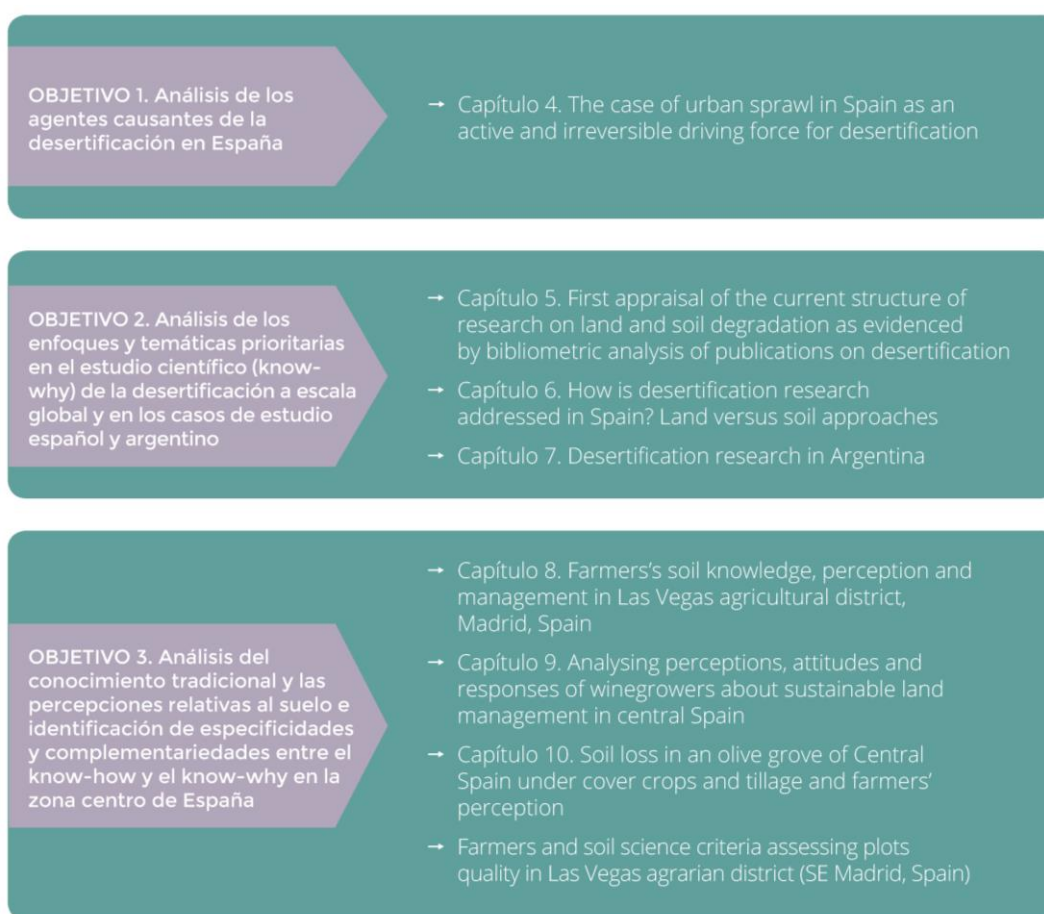 OBJETIVO 1. Análisis de los
agentes causantes de la
desertificación en España
→ Capítulo 4. The case of urban sprawl in Spain as an
active and irreversible driving force for desertification
OBJETIVO 2. Análisis de los
enfoques y temáticas prioritarias
en el estudio científico (know-
why) de la desertificación a escala
global y en los casos de estudio
español y argentino
→ Capítulo 5. First appraisal of the current structure of
research on land and soil degradation as evidenced
by bibliometric analysis of publications on desertification
→ Capítulo 6. How is desertification research
addressed in Spain? Land versus soil approaches
→ Capítulo 7. Desertification research in Argentina
OBJETIVO 3. Análisis del
conocimiento tradicional y las
percepciones relativas al suelo e
identificación de especificidades
y complementariedades entre el
know-how y el know-why en la
zona centro de España
→ Capítulo 8. Farmers's soil knowledge, perception and
management in Las Vegas agricultural district,
Madrid, Spain
→ Capítulo 9. Analysing perceptions, attitudes and
responses of winegrowers about sustainable land
management in central Spain
→ Capítulo 10. Soil loss in an olive grove of Central
Spain under cover crops and tillage and farmers'
perception
→ Farmers and soil science criteria assessing plots
quality in Las Vegas agrarian district (SE Madrid, Spain)